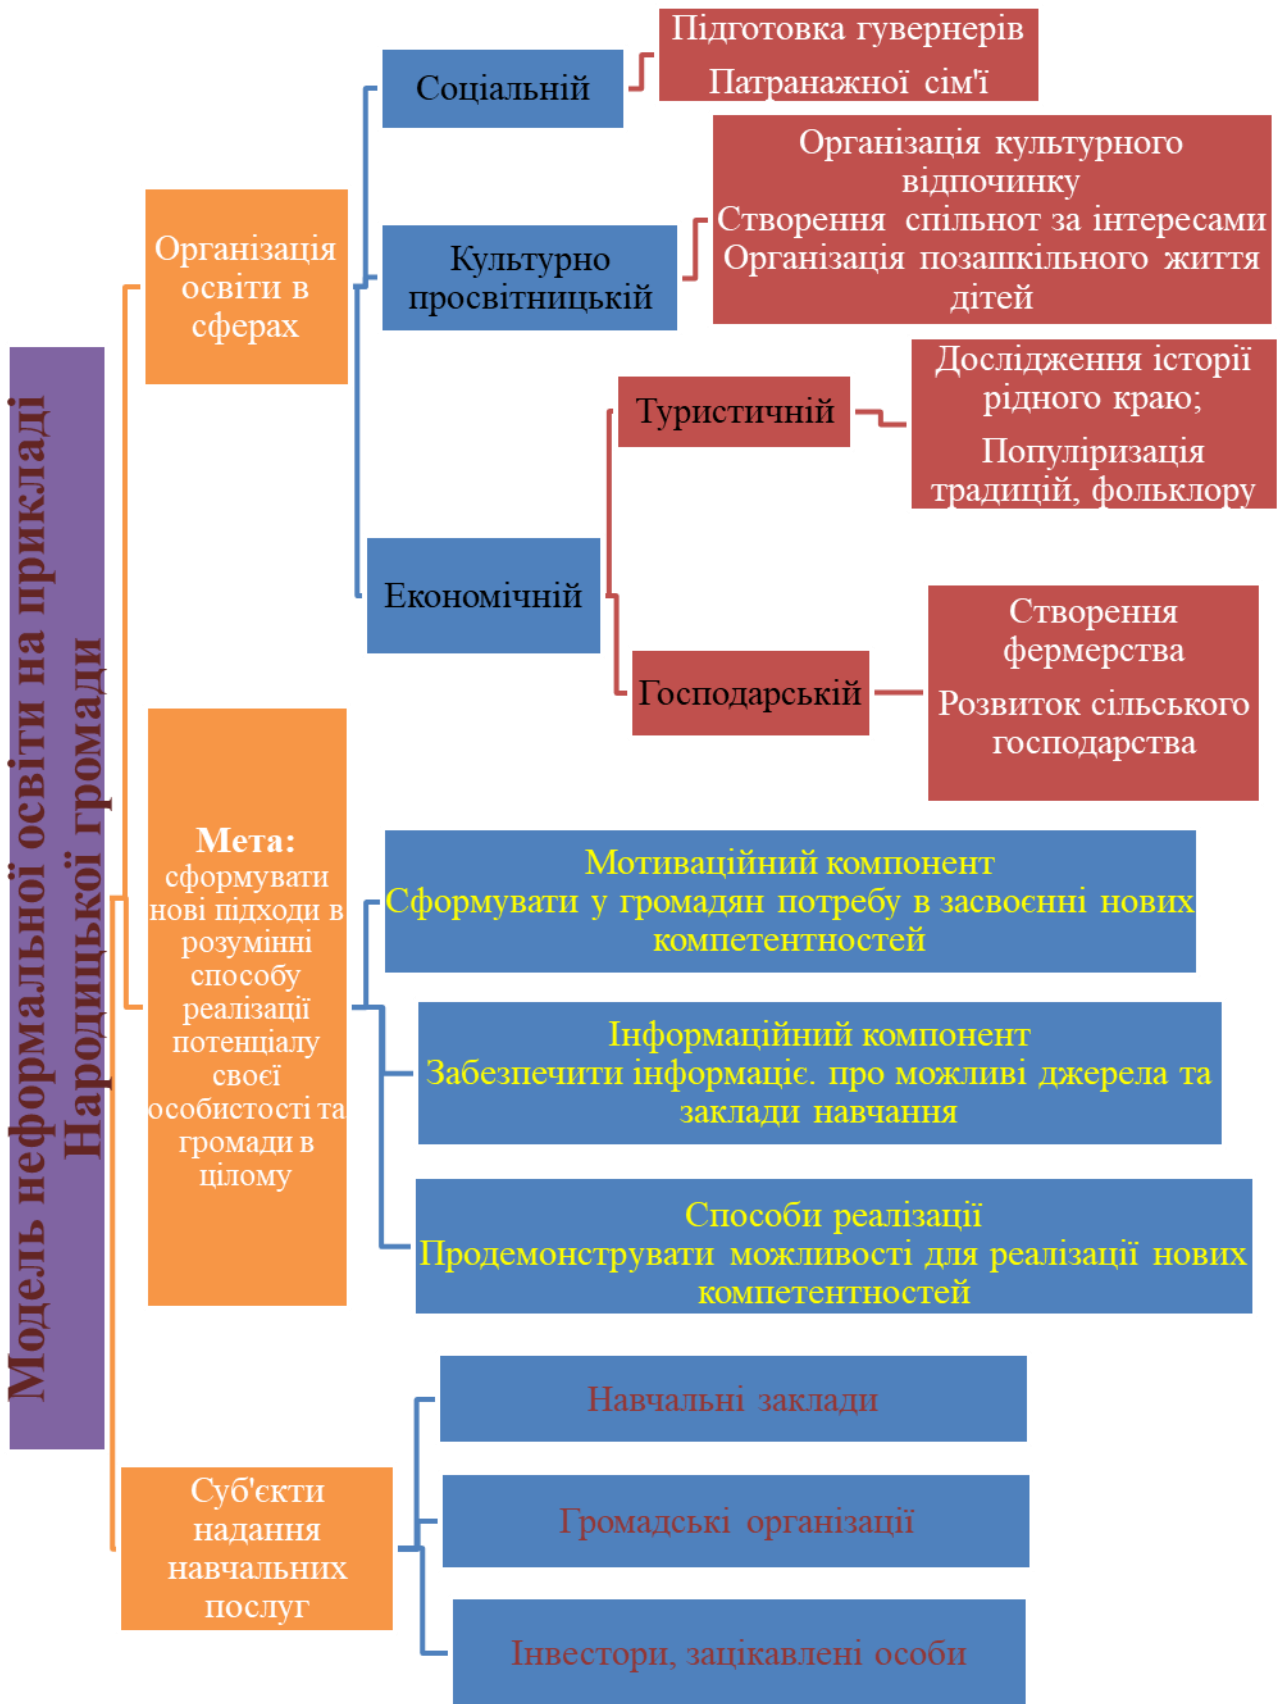 Модель неформальної освіти на прикладі
Народицької громади
Організація
освіти в
сферах
Соціальній
Підготовка гувернерів
Патранажної сім'ї
Культурно
просвітницькій
Організація культурного
відпочинку
Створення спільнот за інтересами
Організація позашкільного життя
дітей
Економічній
Туристичній
Дослідження історії
рідного краю;
Популіризація
традицій, фольклору
Господарській
Створення
фермерства
Розвиток сільського
господарства
Мета:
сформувати
нові підходи в
розумінні
способу
реалізації
потенціалу
своєї
особистості та
громади в
цілому
Мотиваційний компонент
Сформувати у громадян потребу в засвоєнні нових
компетентностей
Інформаційний компонент
Забезпечити інформаціє. про можливі джерела та
заклади навчання
Способи реалізації
Продемонструвати можливості для реалізації нових
компетентностей
Суб'єкти
надання
навчальних
послуг
Навчальні заклади
Громадські організації
Інвестори, зацікавлені особи